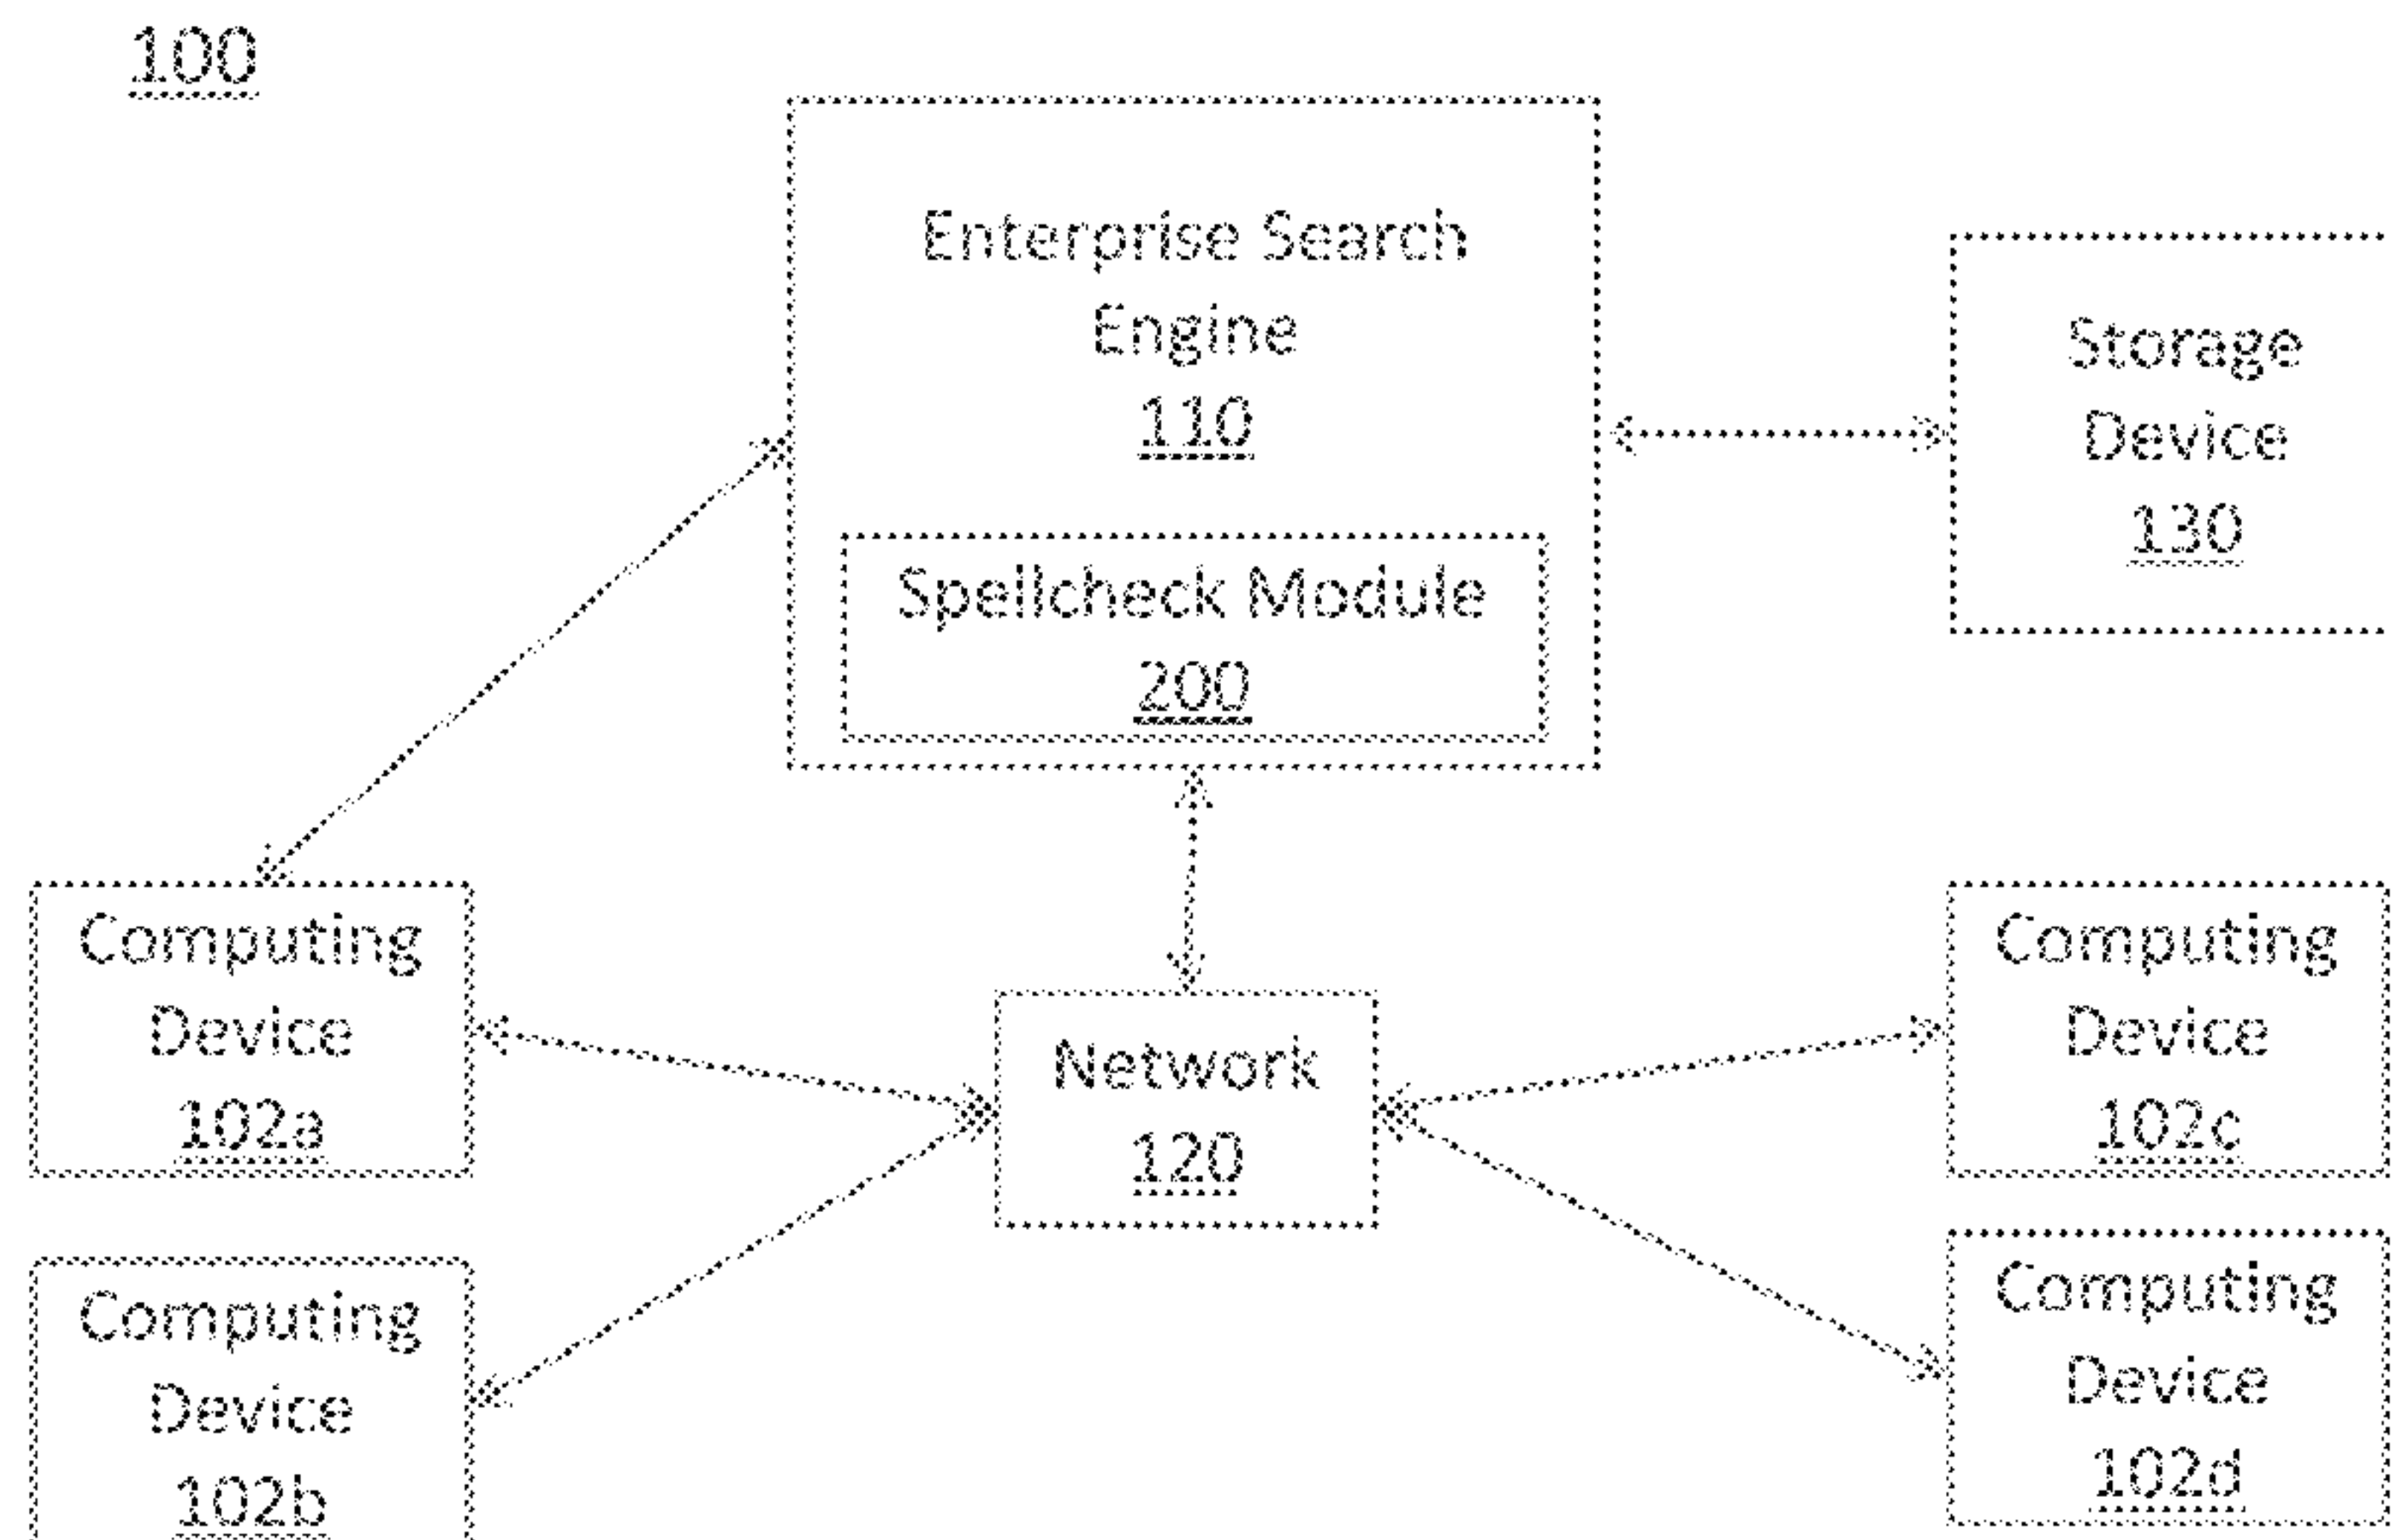 100
Enterprise Search
Engine
110
Spellcheck Module
200
Storage
Device
130
Computing
Device
102a
Network
120
Computing
Device
102c
Computing
Device
102b
Computing
Device
102d